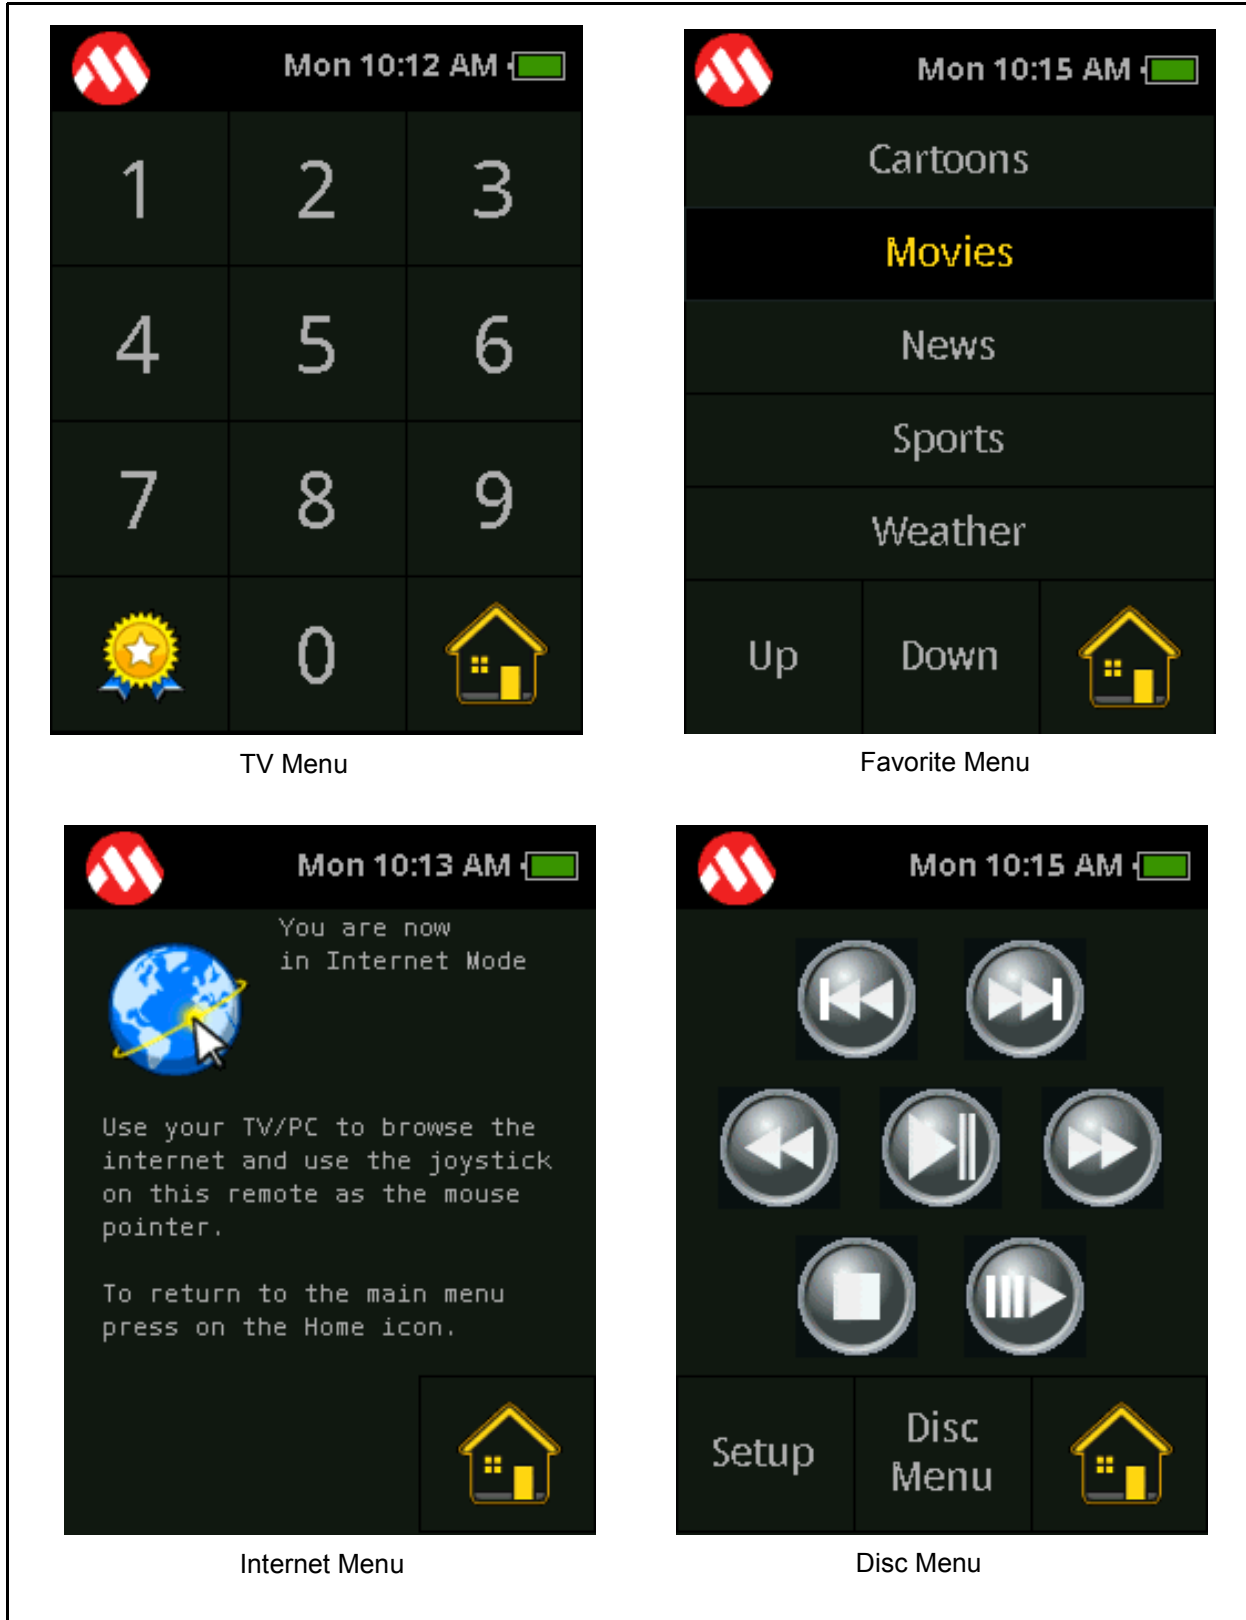 Mon 10:12 AM
1 2 3
4 5 6
7 8 9
0
TV Menu
Mon 10:15 AM
Cartoons
Movies
News
Sports
Weather
Up Down
Favorite Menu
Mon 10:13 AM
You are now
in Internet Mode
Use your TV/PC to browse the
internet and use the joystick
on this remote as the mouse
pointer.
To return to the main menu
press on the Home icon.
Internet Menu
Mon 10:15 AM
Setup
Disc
Menu
Disc Menu